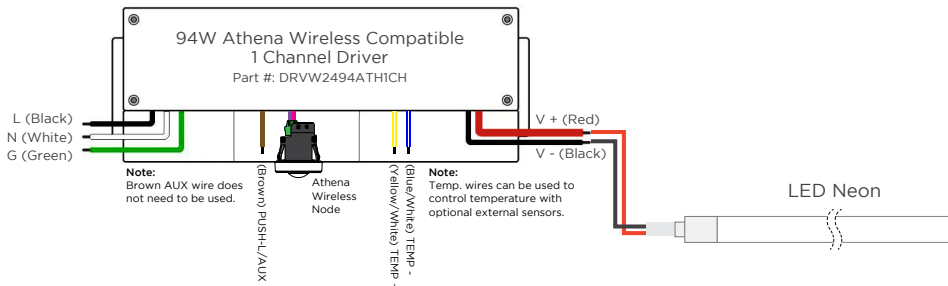 94W Athena Wireless Compatible
1 Channel Driver
Part #: DRVW2494ATH1CH
L (Black)
N (White)
G (Green)
Note:
Brown AUX wire does
not need to be used.
(Brown) PUSH-L/AUX
Athena
Wireless
Node
(Yellow/White) TEMP -
(Blue/White) TEMP -
Note:
Temp. wires can be used to
control temperature with
optional external sensors.
V + (Red)
V - (Black)
LED Neon